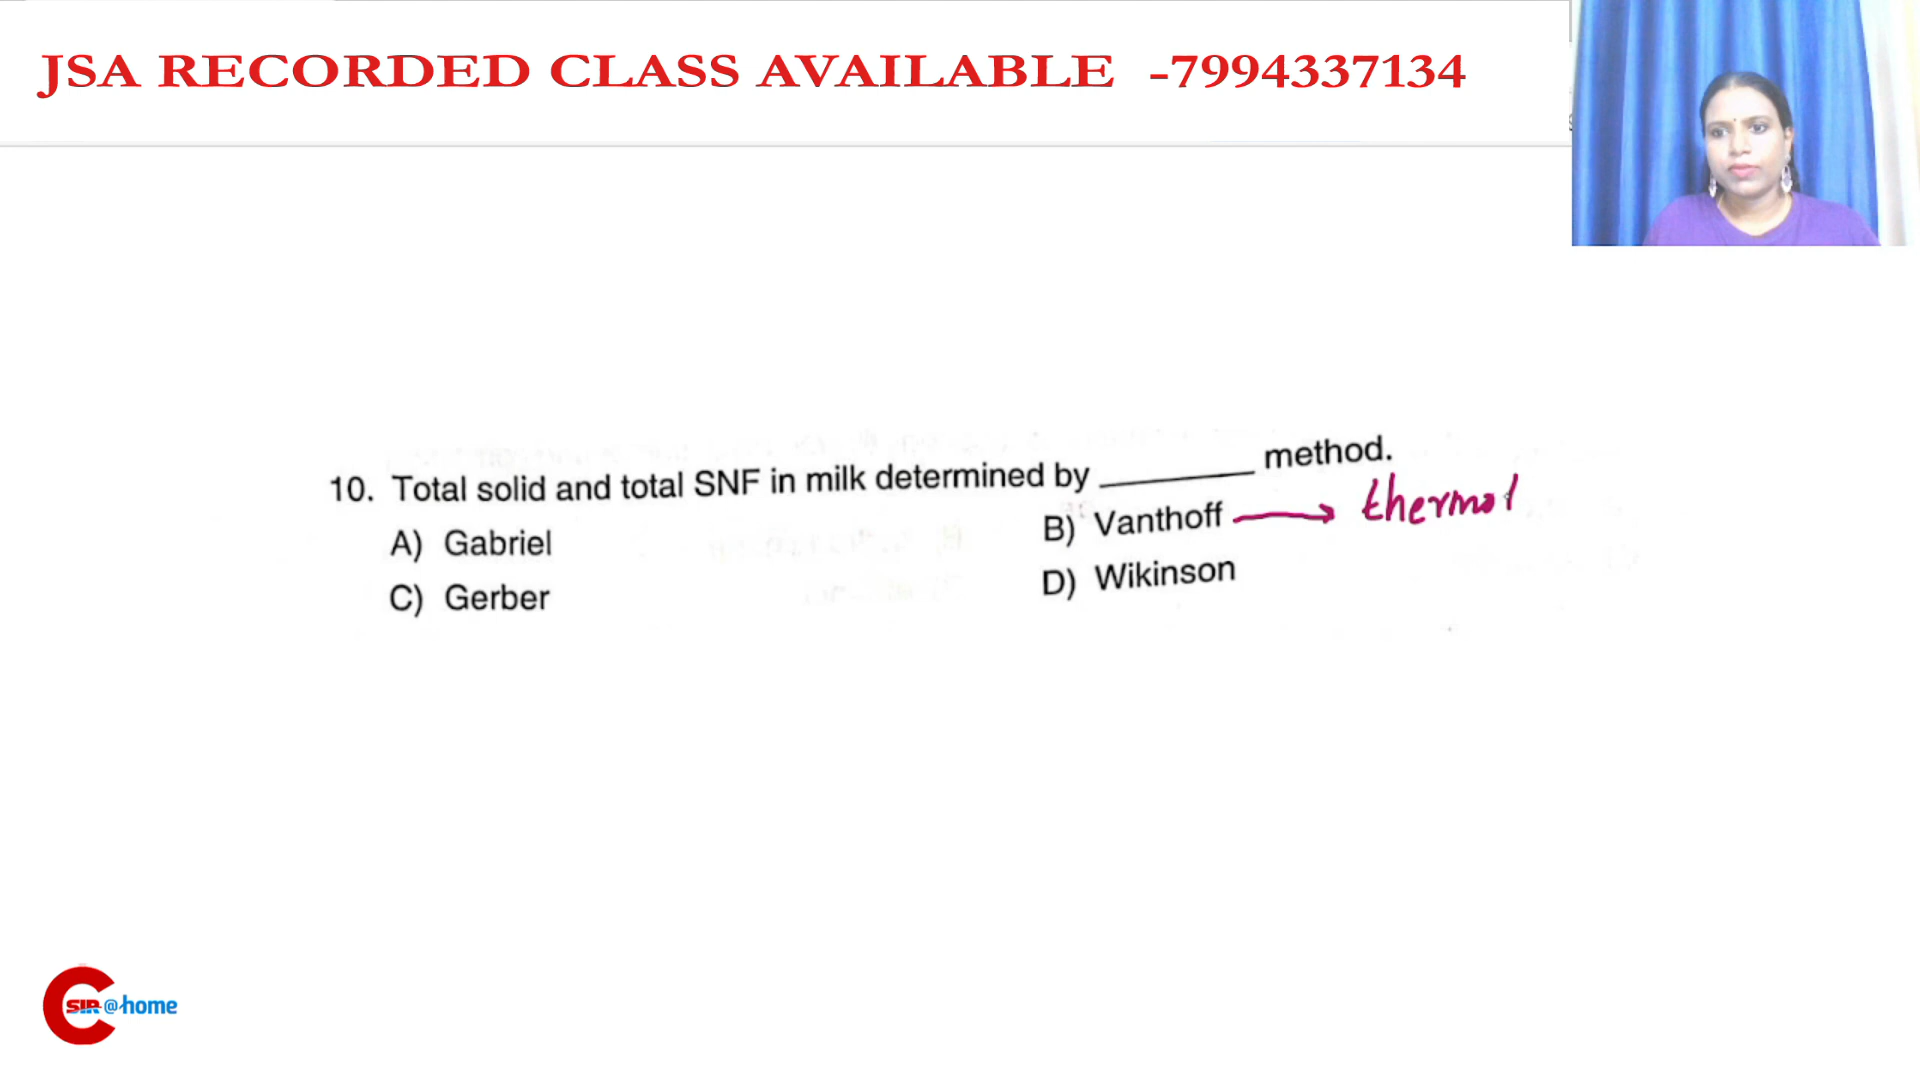 JSA RECORDED CLASS AVAILABLE -7994337134
10. Total solid and total SNF in milk determined by ________ method.
A) Gabriel
B) Vanthoff → thermol
C) Gerber
D) Wikinson
SIR@home